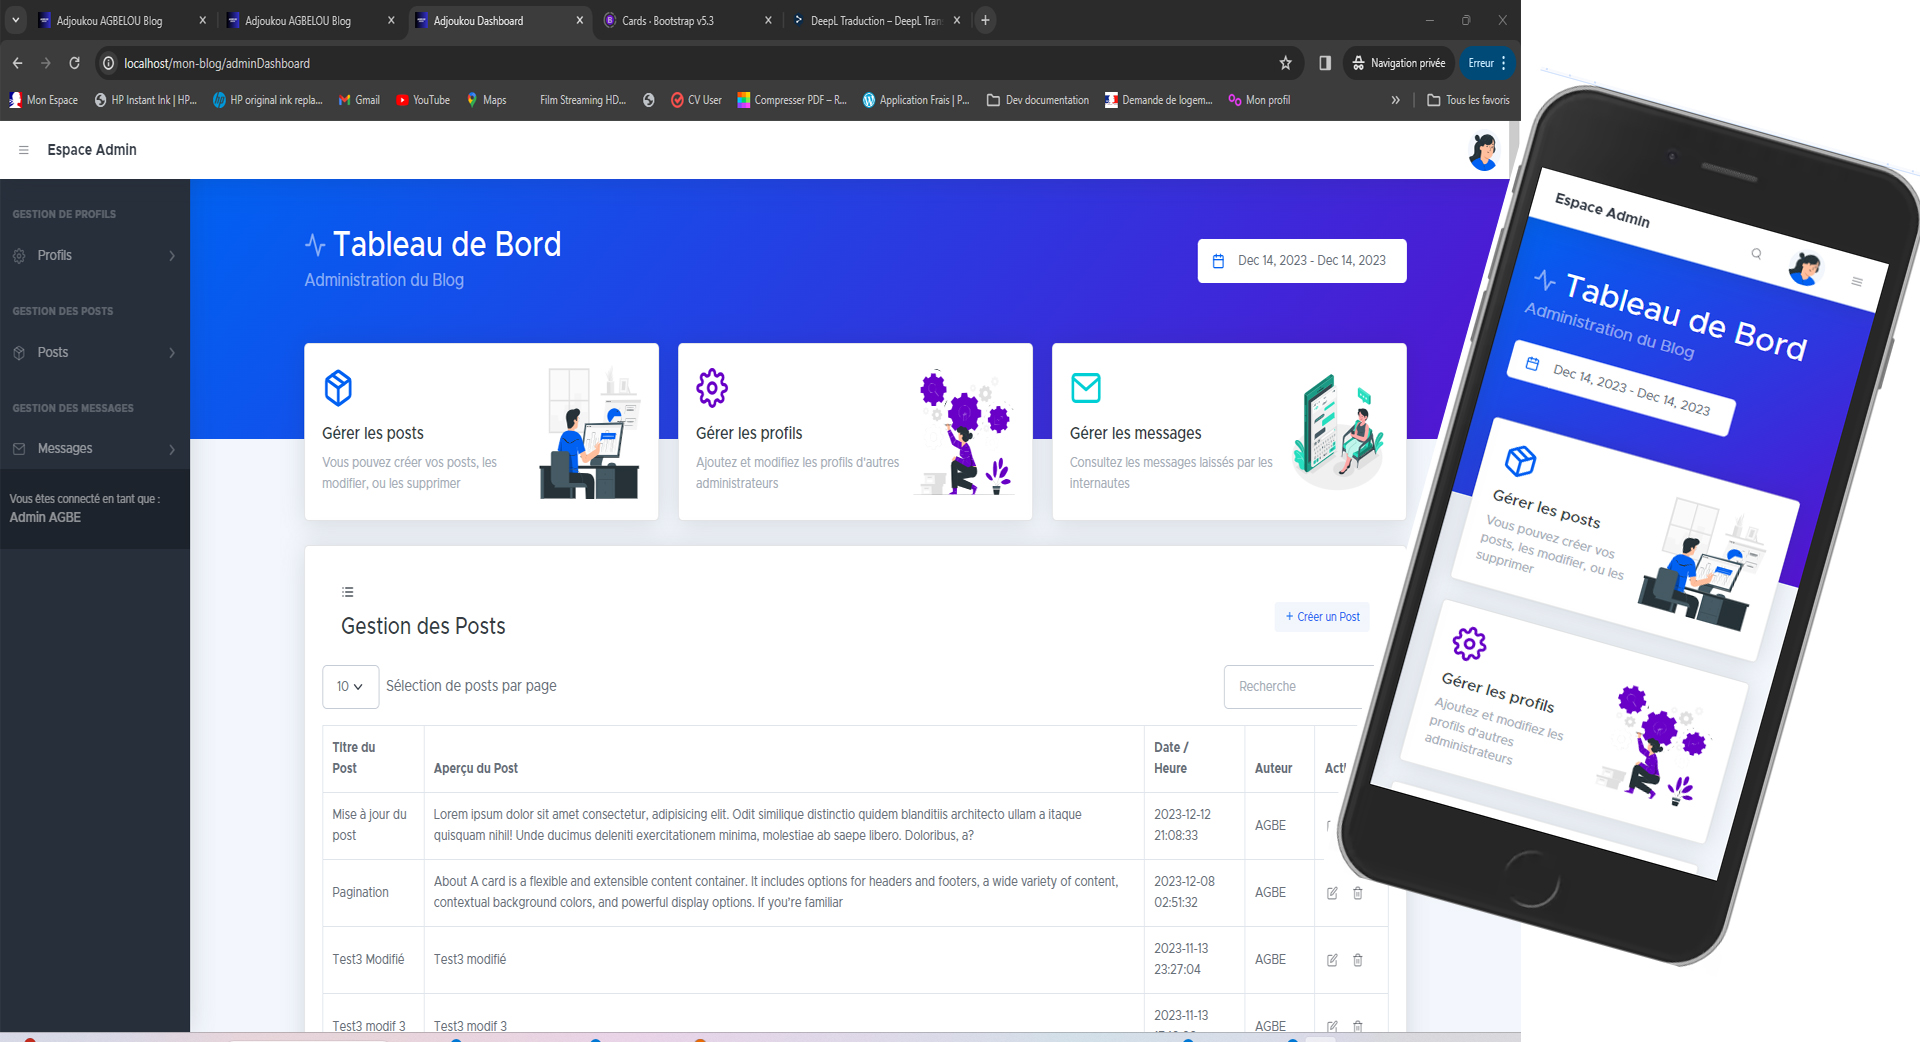 Adjoukou AGBELOU Blog
Adjoukou AGBELOU Blog
Adjoukou Dashboard
Cards · Bootstrap v5.3
DeepL Traduction – DeepL Tran
localhost/mon-blog/adminDashboard
Navigation privée
Erreur
Mon Espace
HP Instant Ink | HP...
HP original ink repla...
Gmail
YouTube
Maps
Film Streaming HD...
CV User
Compresser PDF – R...
Application Frais | P...
Dev documentation
Demande de logem...
Mon profil
»
Tous les favoris
Espace Admin
GESTION DE PROFILS
Profils
GESTION DES POSTS
Posts
GESTION DES MESSAGES
Messages
Vous êtes connecté en tant que :
Admin AGBE
Tableau de Bord
Administration du Blog
Dec 14, 2023 - Dec 14, 2023
Gérer les posts
Vous pouvez créer vos posts, les
modifier, ou les supprimer
Gérer les profils
Ajoutez et modifiez les profils d'autres
administrateurs
Gérer les messages
Consultez les messages laissés par les
internautes
Gestion des Posts
+ Créer un Post
10
Sélection de posts par page
Recherche
Titre du
Post
Aperçu du Post
Date /
Heure
Auteur
Acti
Mise à jour du
post
Lorem ipsum dolor sit amet consectetur, adipisicing elit. Odit similique distinctio quidem blanditiis architecto ullam a itaque
quisquam nihil! Unde ducimus deleniti exercitationem minima, molestiae ab saepe libero. Doloribus, a?
2023-12-12
21:08:33
AGBE
Pagination
About A card is a flexible and extensible content container. It includes options for headers and footers, a wide variety of content,
contextual background colors, and powerful display options. If you're familiar
2023-12-08
02:51:32
AGBE
Test3 Modifié
Test3 modifié
2023-11-13
23:27:04
AGBE
Test3 modif 3
Test3 modif 3
2023-11-13
AGBE
Espace Admin
Tableau de Bord
Administration du Blog
Dec 14, 2023 - Dec 14, 2023
Gérer les posts
Vous pouvez créer vos
posts, les modifier, ou les
supprimer
Gérer les profils
Ajoutez et modifiez les
profils d'autres
administrateurs